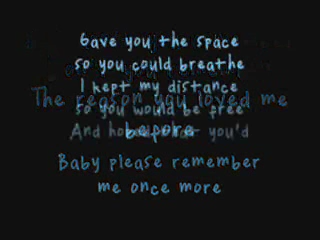 Gave you the space
so you could breathe
I kept my distance
The reason you loved me
so you would be free
before
And you'd
Baby please remember
me once more